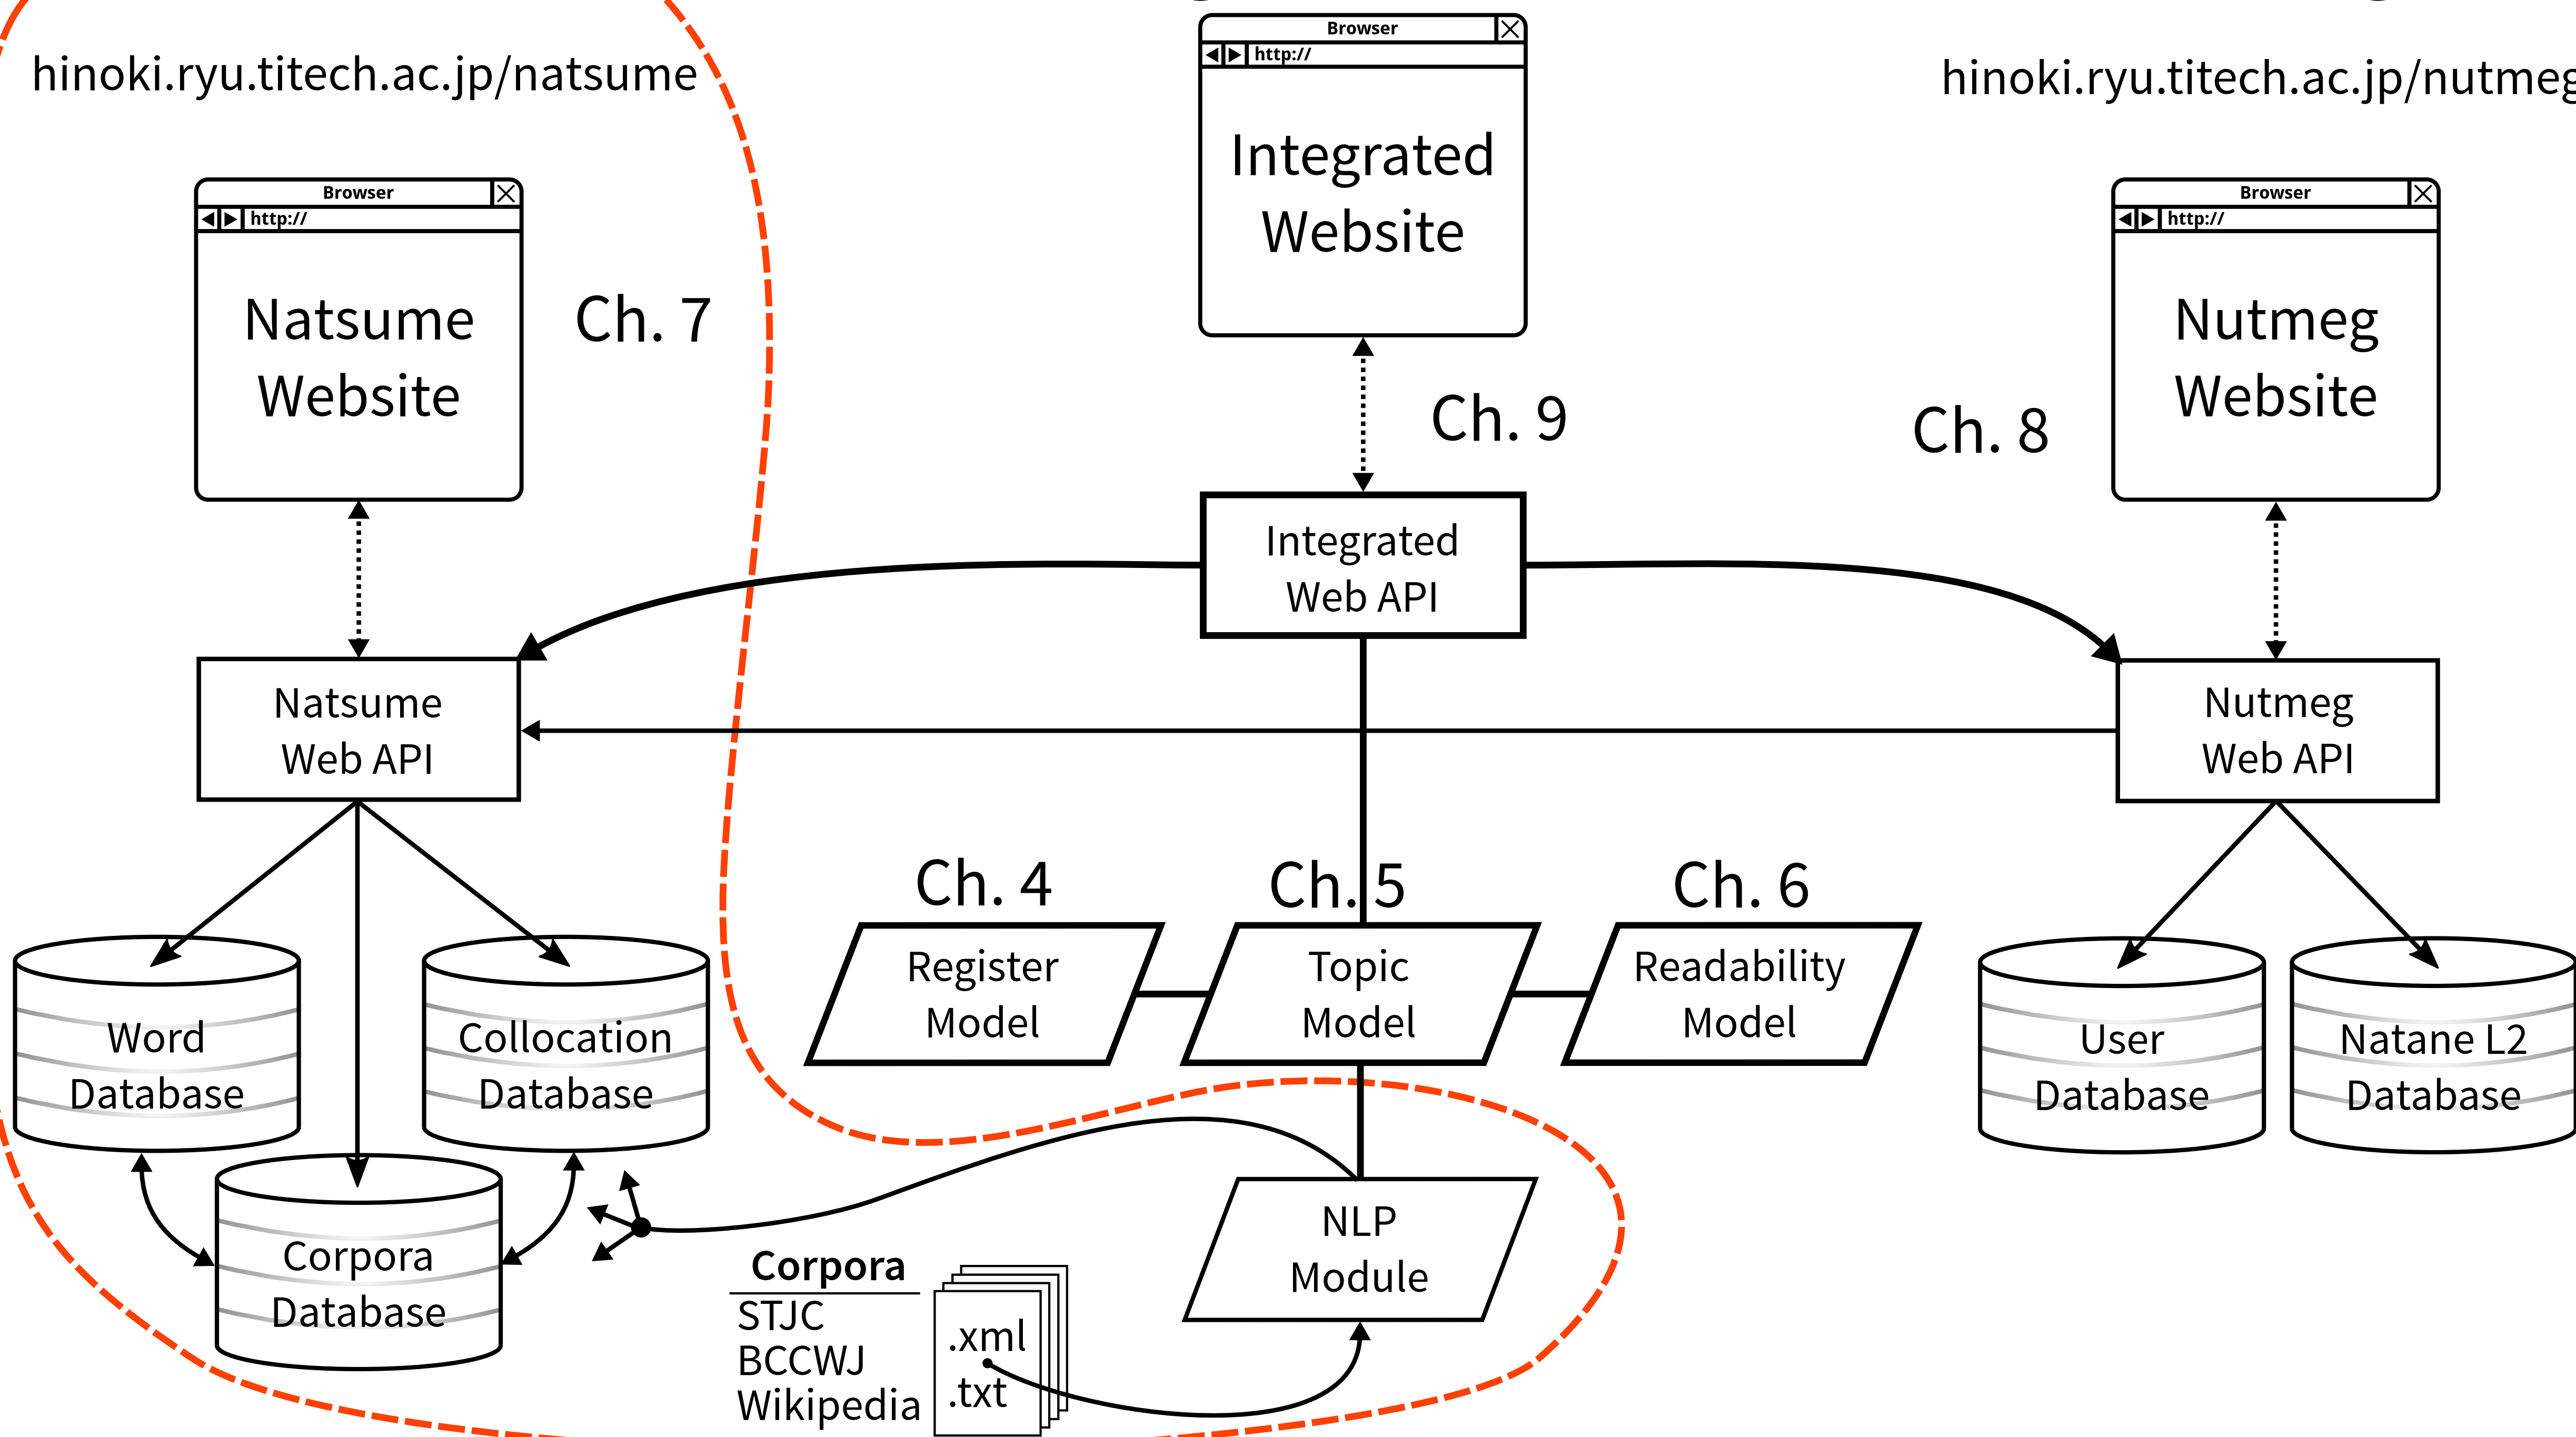 hinoki.ryu.titech.ac.jp/natsume
Browser
http://
Integrated
Website
hinoki.ryu.titech.ac.jp/nutmeg
Browser
http://
Natsume
Website
Ch. 7
Browser
http://
Nutmeg
Website
Ch. 9
Ch. 8
Integrated
Web API
Natsume
Web API
Nutmeg
Web API
Ch. 4
Ch. 5
Ch. 6
Register
Model
Topic
Model
Readability
Model
Word
Database
Collocation
Database
User
Database
Natane L2
Database
Corpora
Database
NLP
Module
Corpora
STJC
BCCWJ
Wikipedia
.xml
.txt